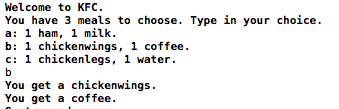 Welcome to KFC.
You have 3 meals to choose. Type in your choice.
a: 1 ham, 1 milk.
b: 1 chickenwings, 1 coffee.
c: 1 chickenlegs, 1 water.
b
You get a chickenwings.
You get a coffee.